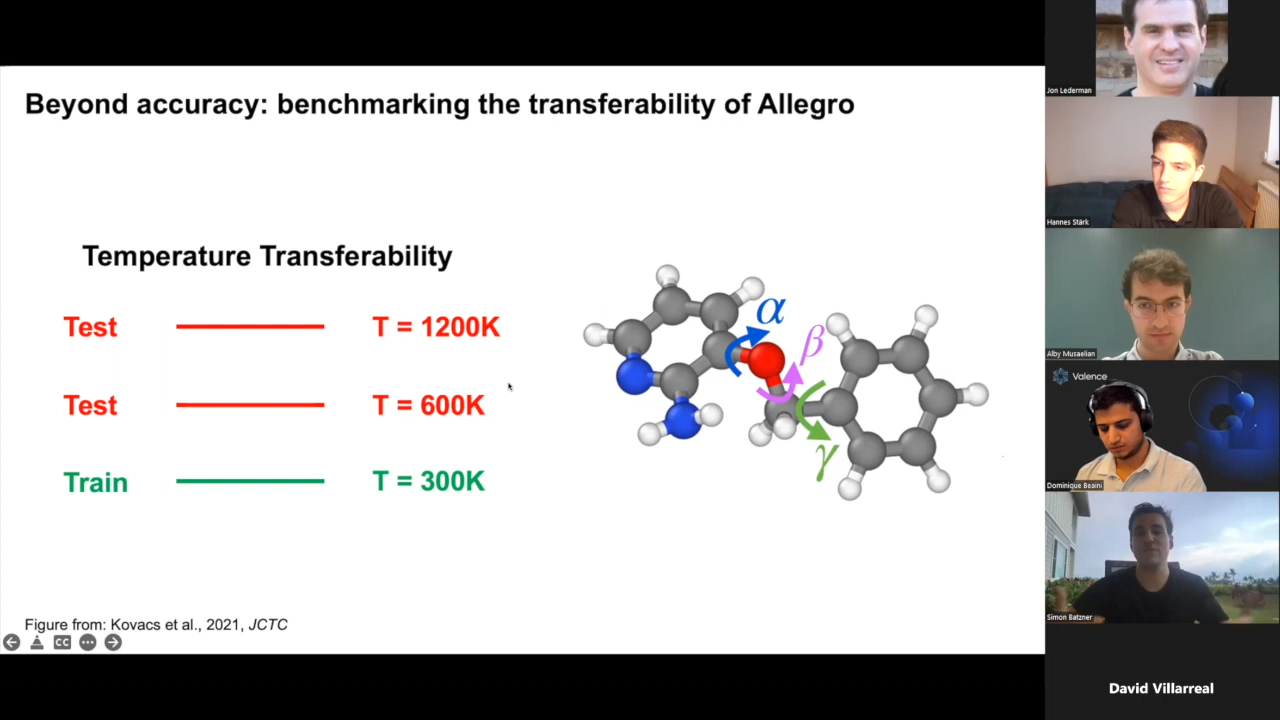 Beyond accuracy: benchmarking the transferability of Allegro
Temperature Transferability
Test T = 1200K
Test T = 600K
Train T = 300K
α
β
γ
Figure from: Kovacs et al., 2021, JCTC
CC
Jon Lederman
Hannes Stärk
Alby Musaelian
Valence
Dominique Beaini
Simon Batzner
David Villarreal